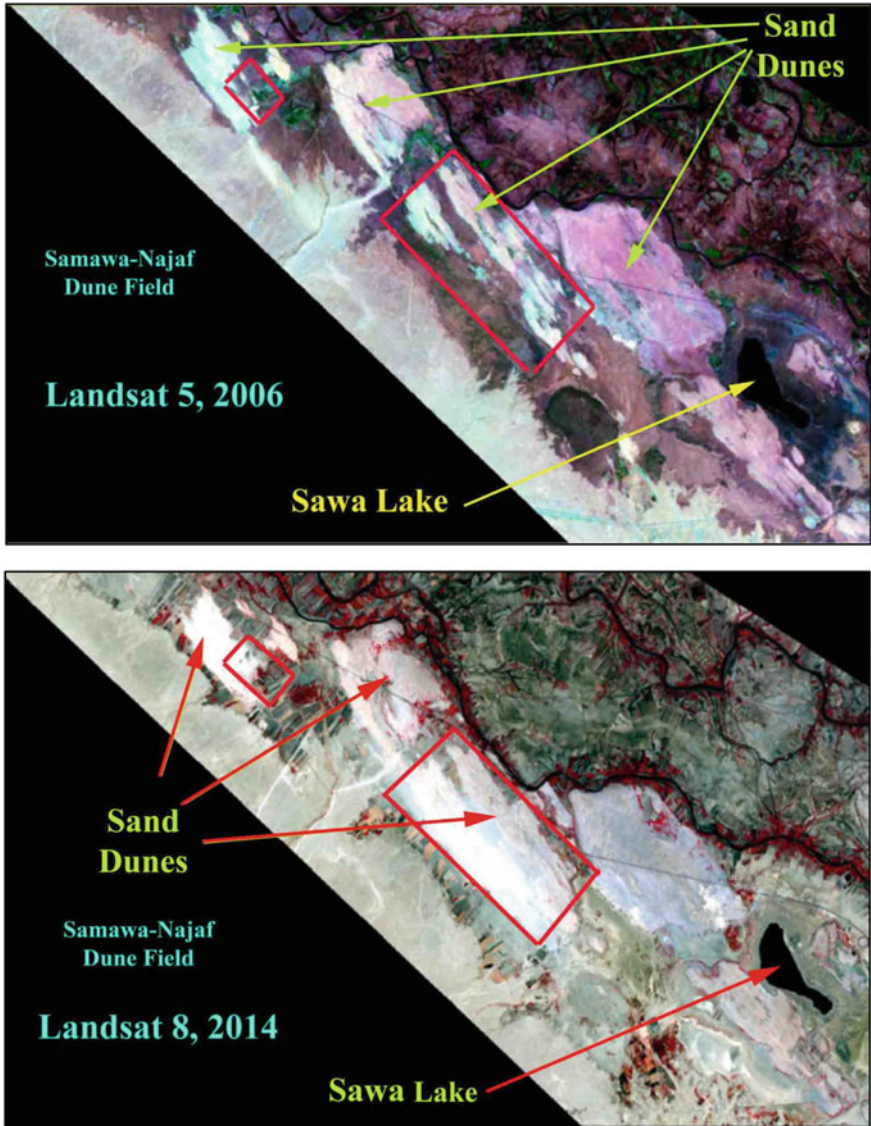 Sand
Dunes
Samawa-Najaf
Dune Field
Landsat 5, 2006
Sawa Lake
Sand
Dunes
Samawa-Najaf
Dune Field
Landsat 8, 2014
Sawa Lake